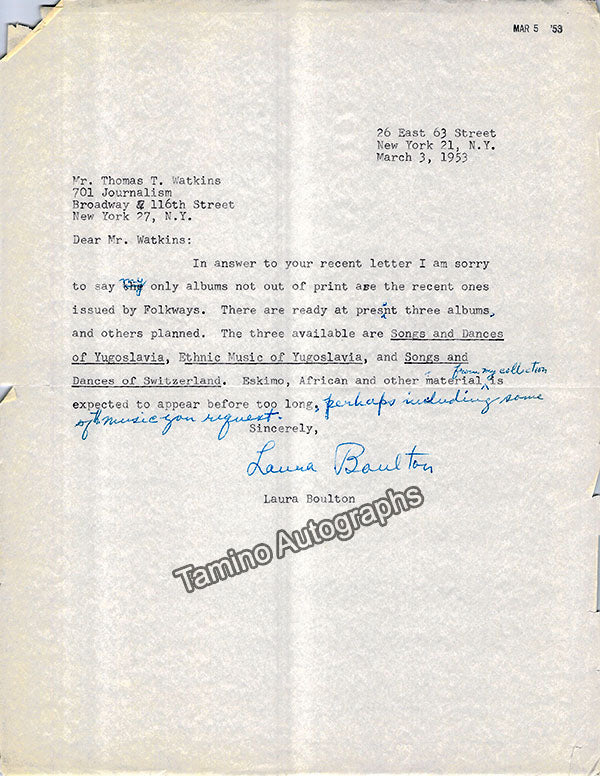 MAR 5 '53
26 East 63 Street
New York 21, N.Y.
March 3, 1953
Mr. Thomas T. Watkins
701 Journalism
Broadway & 116th Street
New York 27, N.Y.
Dear Mr. Watkins:
In answer to your recent letter I am sorry
to say my only albums not out of print are the recent ones
issued by Folkways. There are ready at present three albums,
and others planned. The three available are Songs and Dances
of Yugoslavia, Ethnic Music of Yugoslavia, and Songs and
Dances of Switzerland. Eskimo, African and other material from my collection is
expected to appear before too long, perhaps including some
of music you request.
Sincerely,
Laura Boulton
Laura Boulton
Tamino Autographs